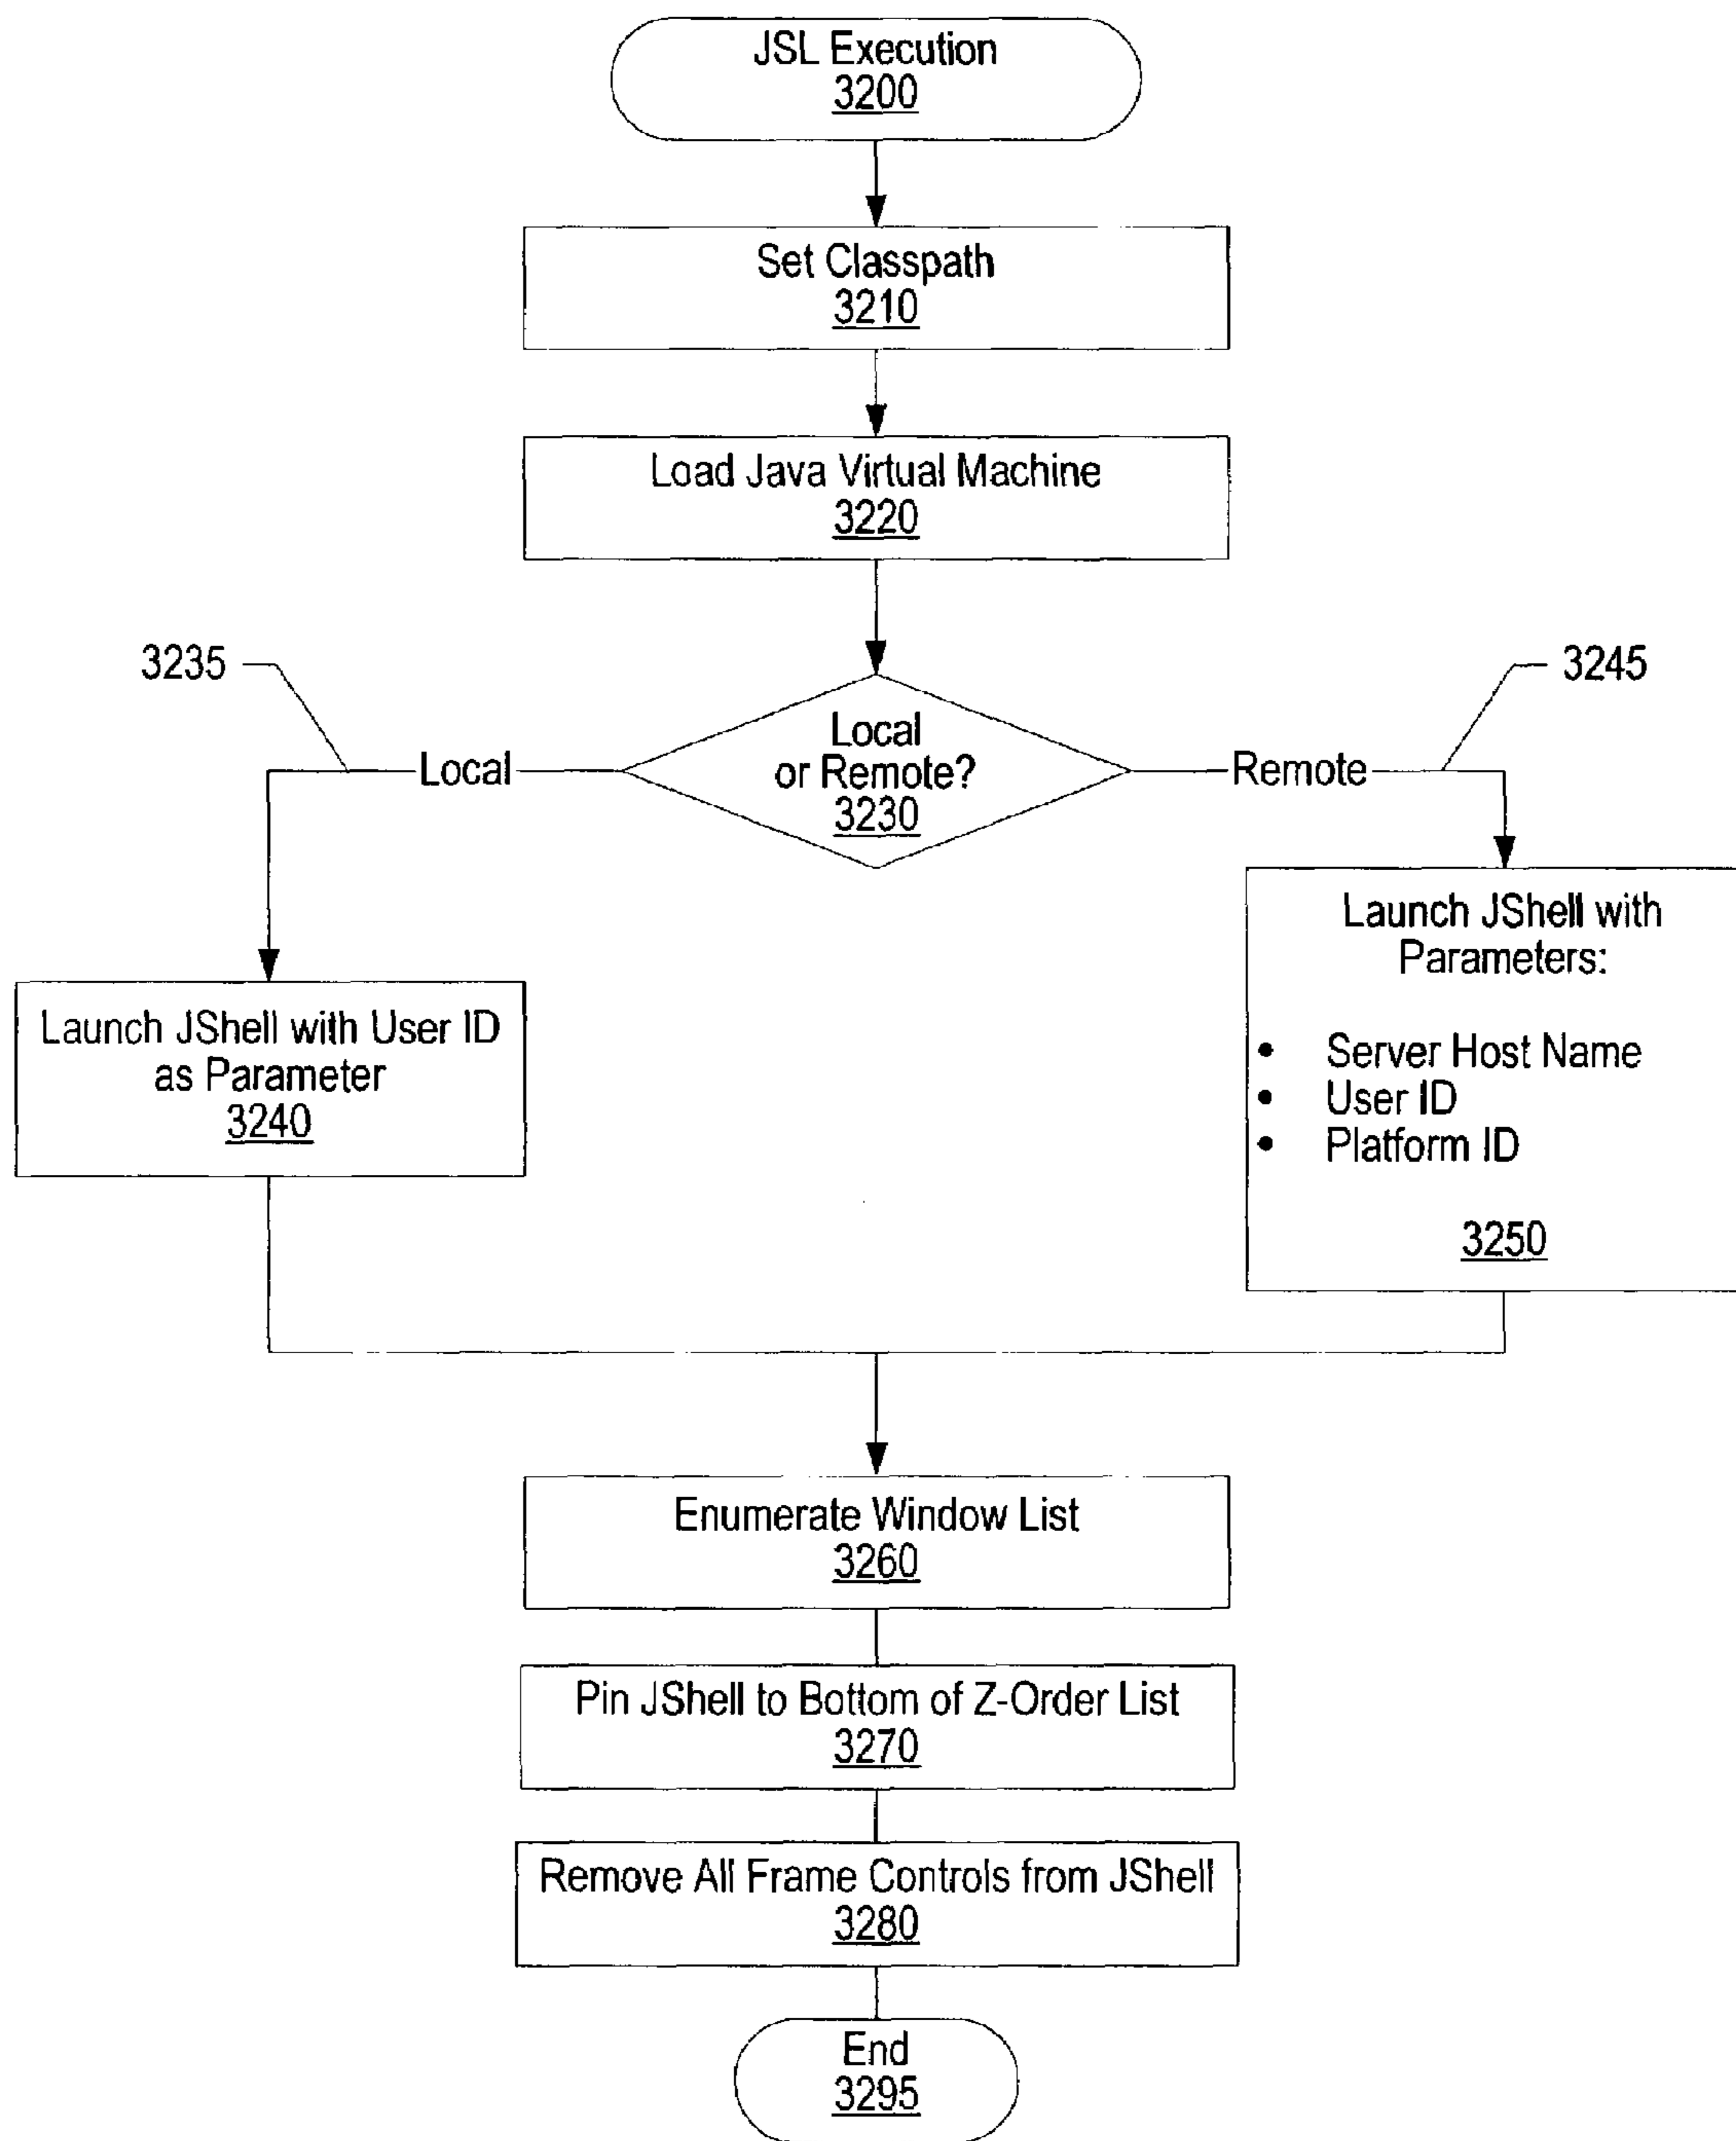 JSL Execution
3200
Set Classpath
3210
Load Java Virtual Machine
3220
3235
3245
Local
or Remote?
3230
Local
Remote
Launch JShell with User ID
as Parameter
3240
Launch JShell with
Parameters:
• Server Host Name
• User ID
• Platform ID
3250
Enumerate Window List
3260
Pin JShell to Bottom of Z-Order List
3270
Remove All Frame Controls from JShell
3280
End
3295